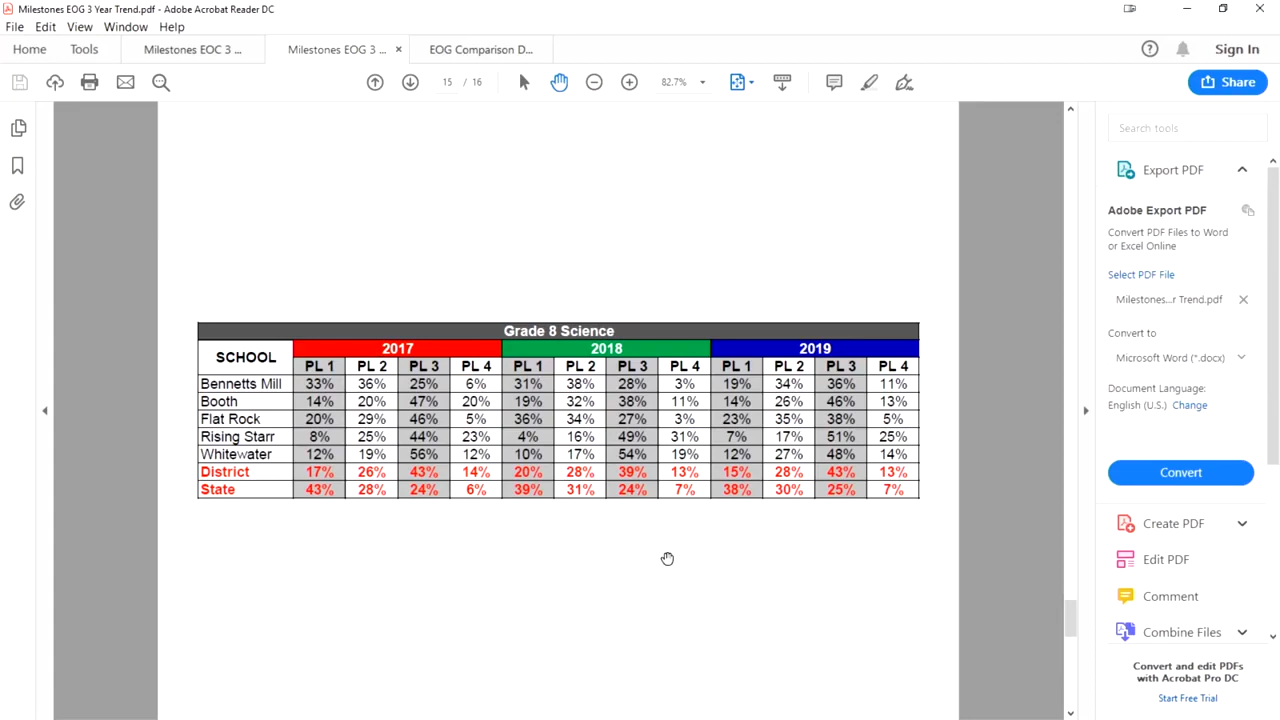 Milestones EOG 3 Year Trend.pdf - Adobe Acrobat Reader DC
File Edit View Window Help
Home Tools Milestones EOC 3 ... Milestones EOG 3 ... × EOG Comparison D... Sign In
15 / 16 82.7% Share
Search tools
Export PDF
Adobe Export PDF
Convert PDF Files to Word
or Excel Online
Select PDF File
Milestones...r Trend.pdf
Convert to
Microsoft Word (*.docx)
Document Language:
English (U.S.) Change
Convert
Create PDF
Edit PDF
Comment
Combine Files
Convert and edit PDFs
with Acrobat Pro DC
Start Free Trial
Grade 8 Science
SCHOOL 2017 2018 2019
PL 1 PL 2 PL 3 PL 4 PL 1 PL 2 PL 3 PL 4 PL 1 PL 2 PL 3 PL 4
Bennetts Mill 33% 36% 25% 6% 31% 38% 28% 3% 19% 34% 36% 11%
Booth 14% 20% 47% 20% 19% 32% 38% 11% 14% 26% 46% 13%
Flat Rock 20% 29% 46% 5% 36% 34% 27% 3% 23% 35% 38% 5%
Rising Starr 8% 25% 44% 23% 4% 16% 49% 31% 7% 17% 51% 25%
Whitewater 12% 19% 56% 12% 10% 17% 54% 19% 12% 27% 48% 14%
District 17% 26% 43% 14% 20% 28% 39% 13% 15% 28% 43% 13%
State 43% 28% 24% 6% 39% 31% 24% 7% 38% 30% 25% 7%